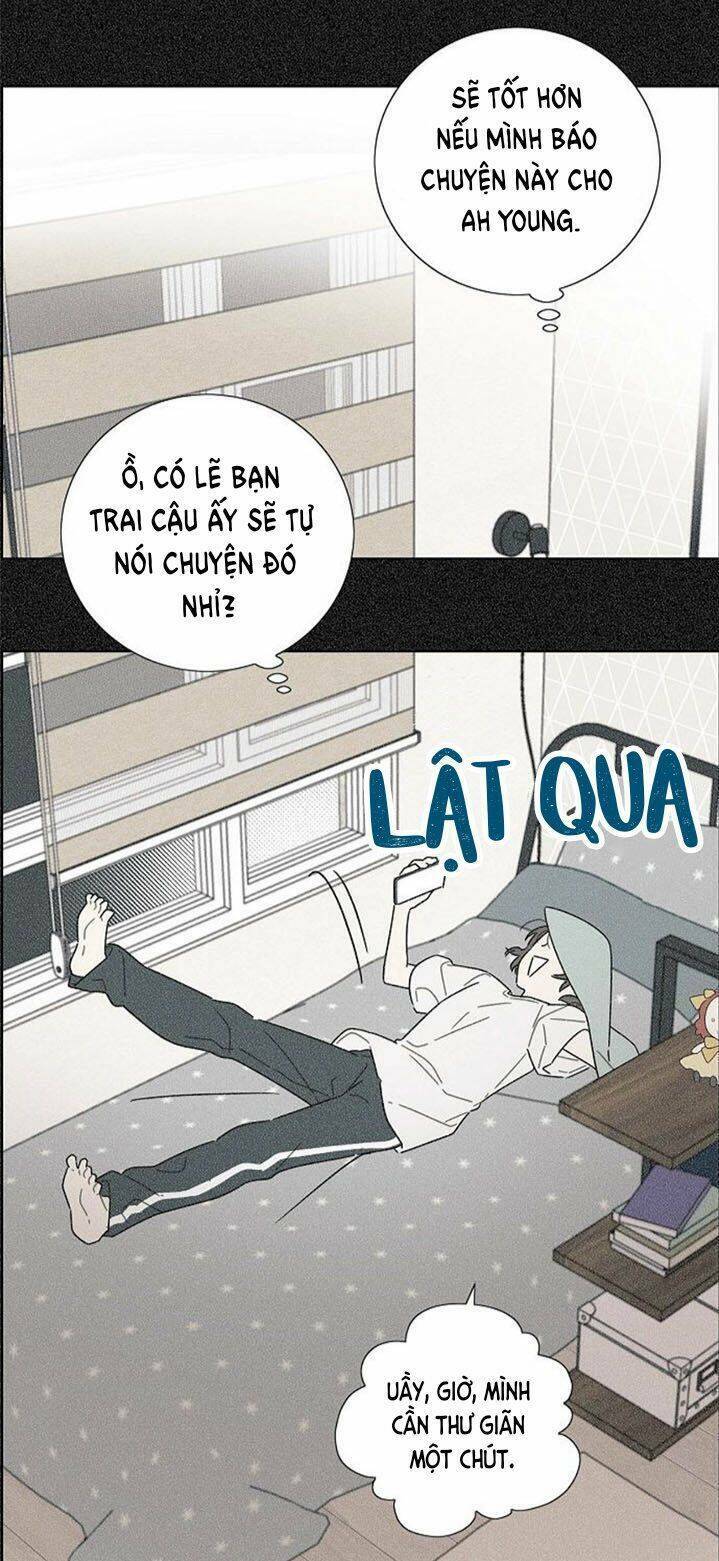 SẼ TỐT HƠN
NẾU MÌNH BÁO
CHUYỆN NÀY CHO
AH YOUNG.
Ồ, CÓ LẼ BẠN
TRAI CẬU ẤY SẼ TỰ
NÓI CHUYỆN ĐÓ
NHỈ?
LẬT QUA
UẦY, GIỜ, MÌNH
CẦN THƯ GIÃN
MỘT CHÚT.